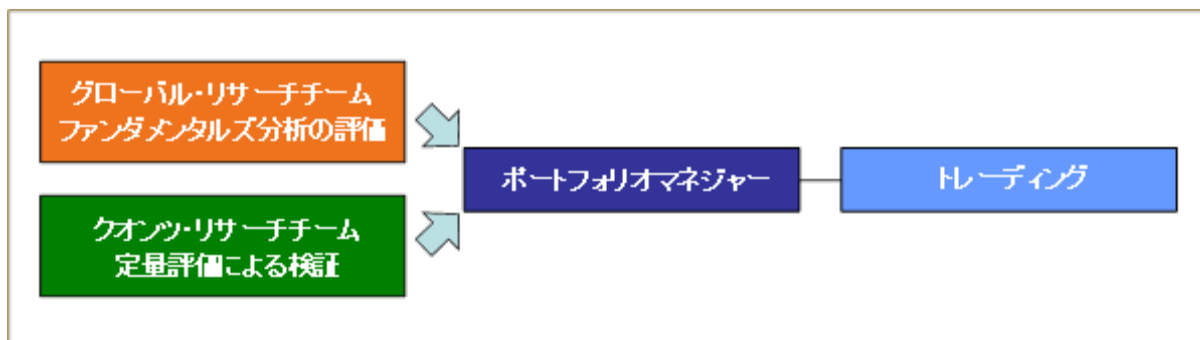 グローバル・リサーチチーム
ファンダメンタルズ分析の評価
クオンツ・リサーチチーム
定量評価による検証
ポートフォリオマネジャー
トレーディング